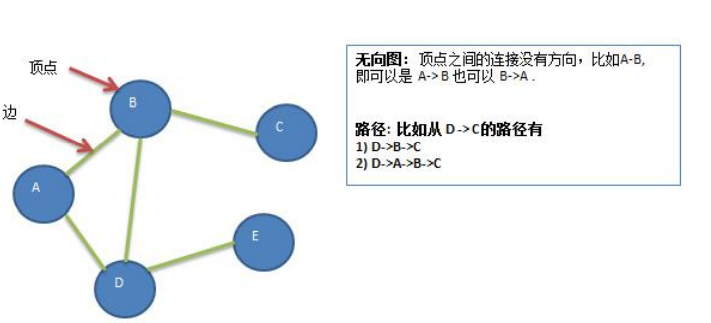 顶点
边
B
C
A
E
D
无向图：顶点之间的连接没有方向，比如A-B,
即可以是 A-> B 也可以 B->A .
路径: 比如从 D -> C的路径有
1) D->B->C
2) D->A->B->C